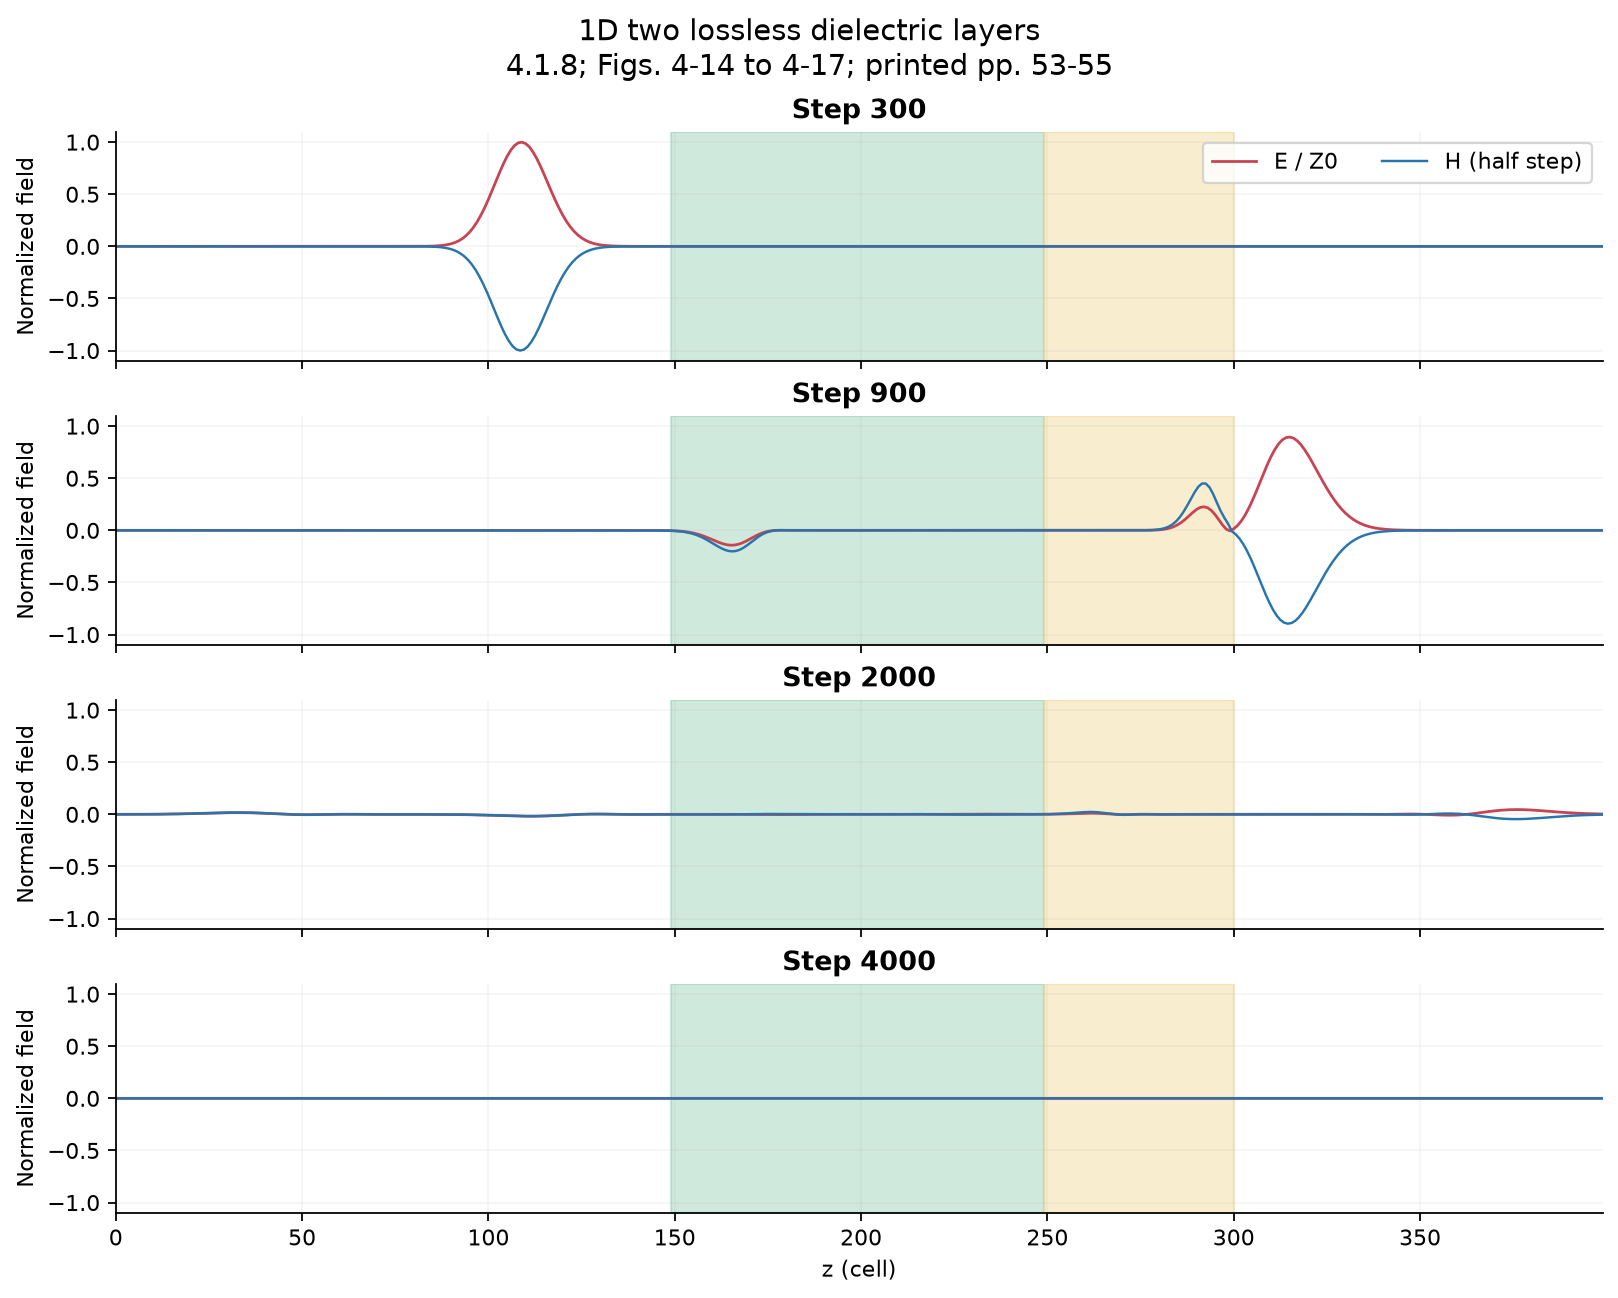 1D two lossless dielectric layers
4.1.8; Figs. 4-14 to 4-17; printed pp. 53-55
Step 300
Normalized field
1.0
0.5
0.0
−0.5
−1.0
E / Z0
H (half step)
Step 900
Normalized field
1.0
0.5
0.0
−0.5
−1.0
Step 2000
Normalized field
1.0
0.5
0.0
−0.5
−1.0
Step 4000
Normalized field
1.0
0.5
0.0
−0.5
−1.0
0 50 100 150 200 250 300 350
z (cell)